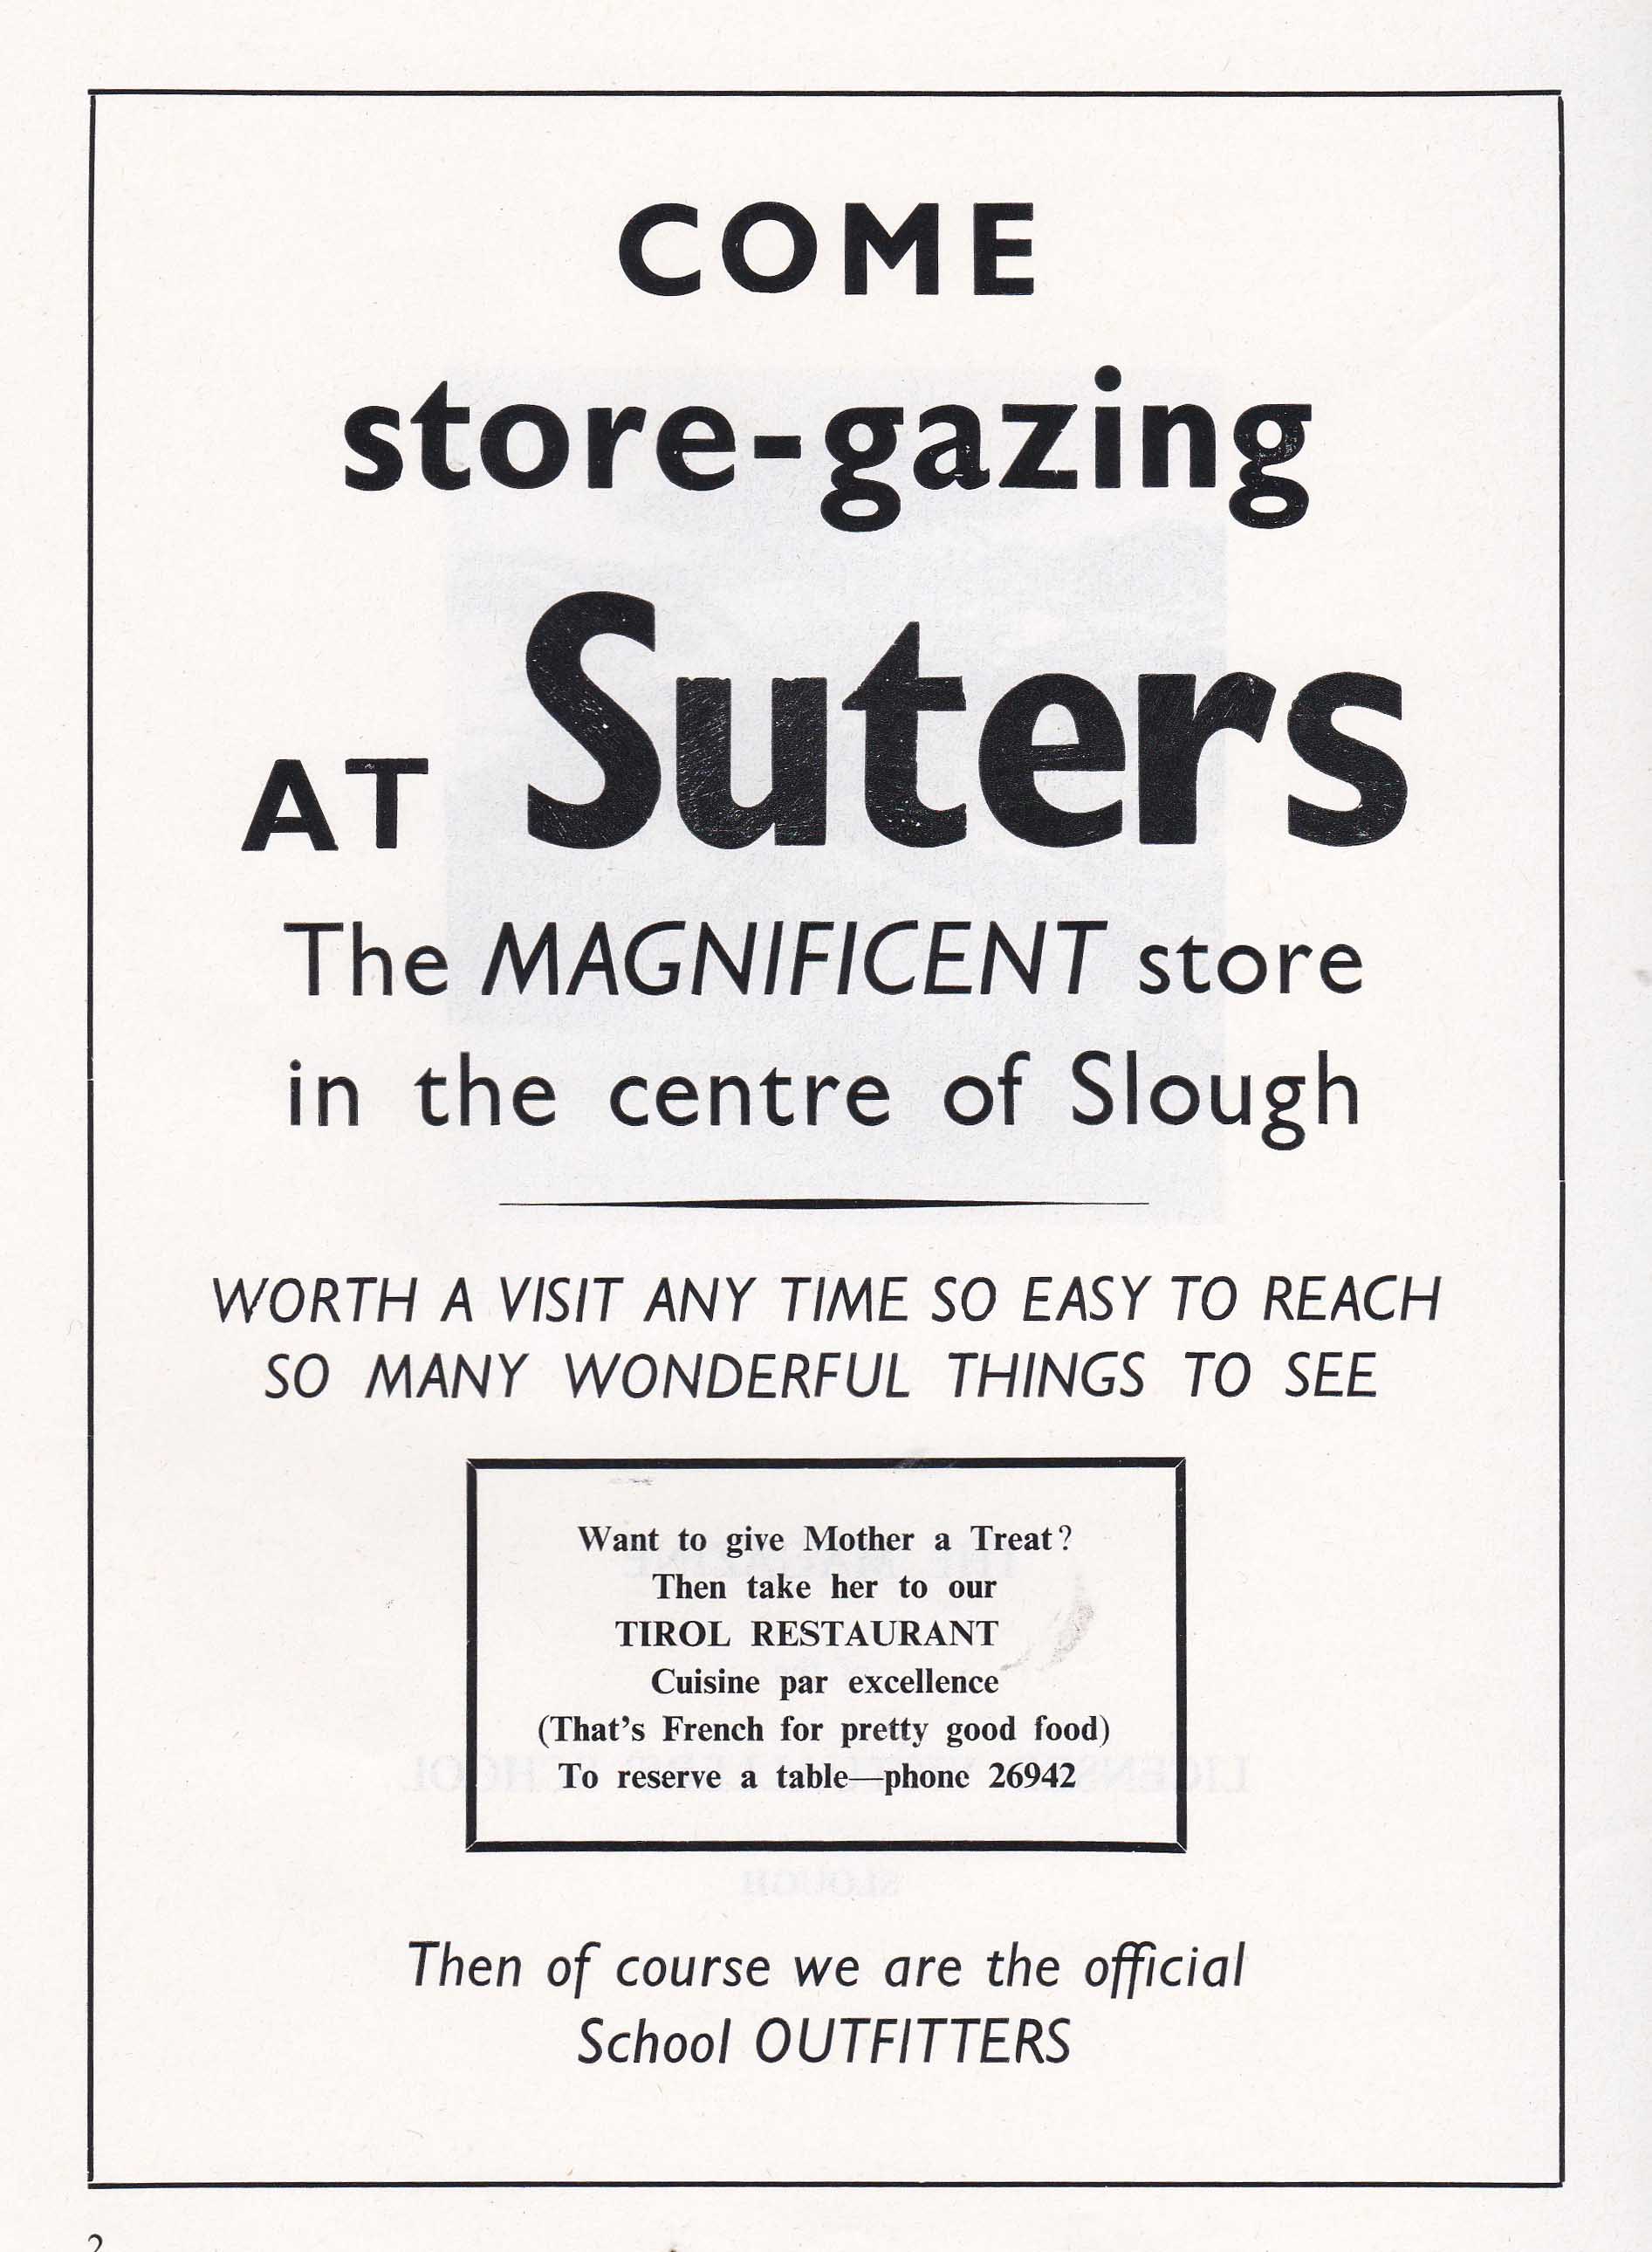 COME
store-gazing
AT Suters
The MAGNIFICENT store
in the centre of Slough
WORTH A VISIT ANY TIME SO EASY TO REACH
SO MANY WONDERFUL THINGS TO SEE
Want to give Mother a Treat?
Then take her to our
TIROL RESTAURANT
Cuisine par excellence
(That's French for pretty good food)
To reserve a table—phone 26942
Then of course we are the official
School OUTFITTERS
2